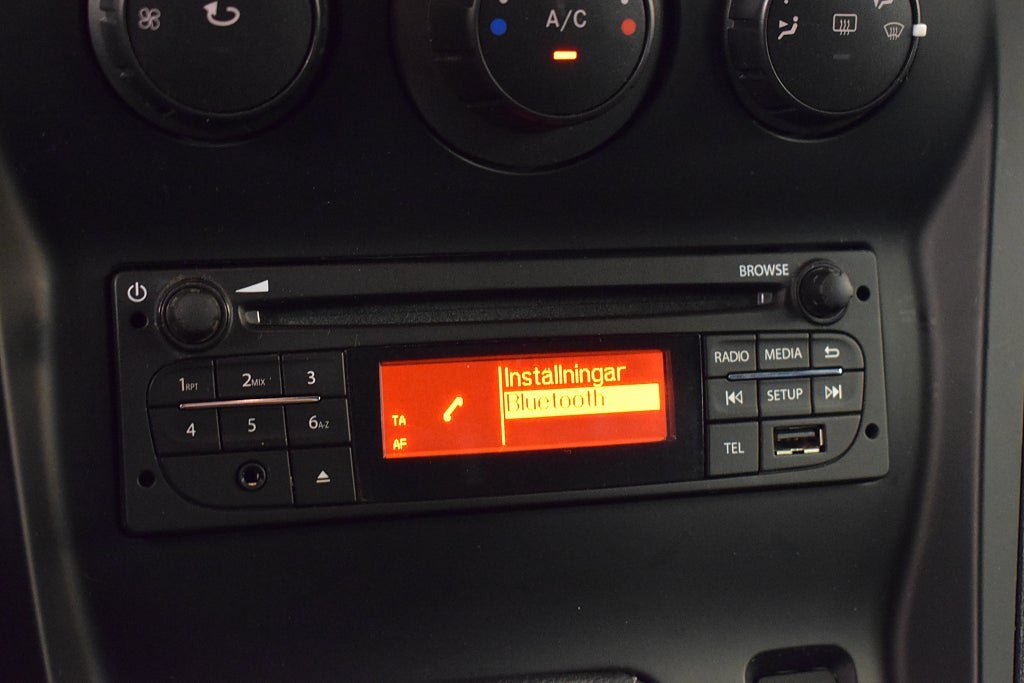 A/C
BROWSE
1RPT 2MIX 3
4 5 6A-Z
Inställningar
Bluetooth
TA
AF
RADIO MEDIA
SETUP
TEL